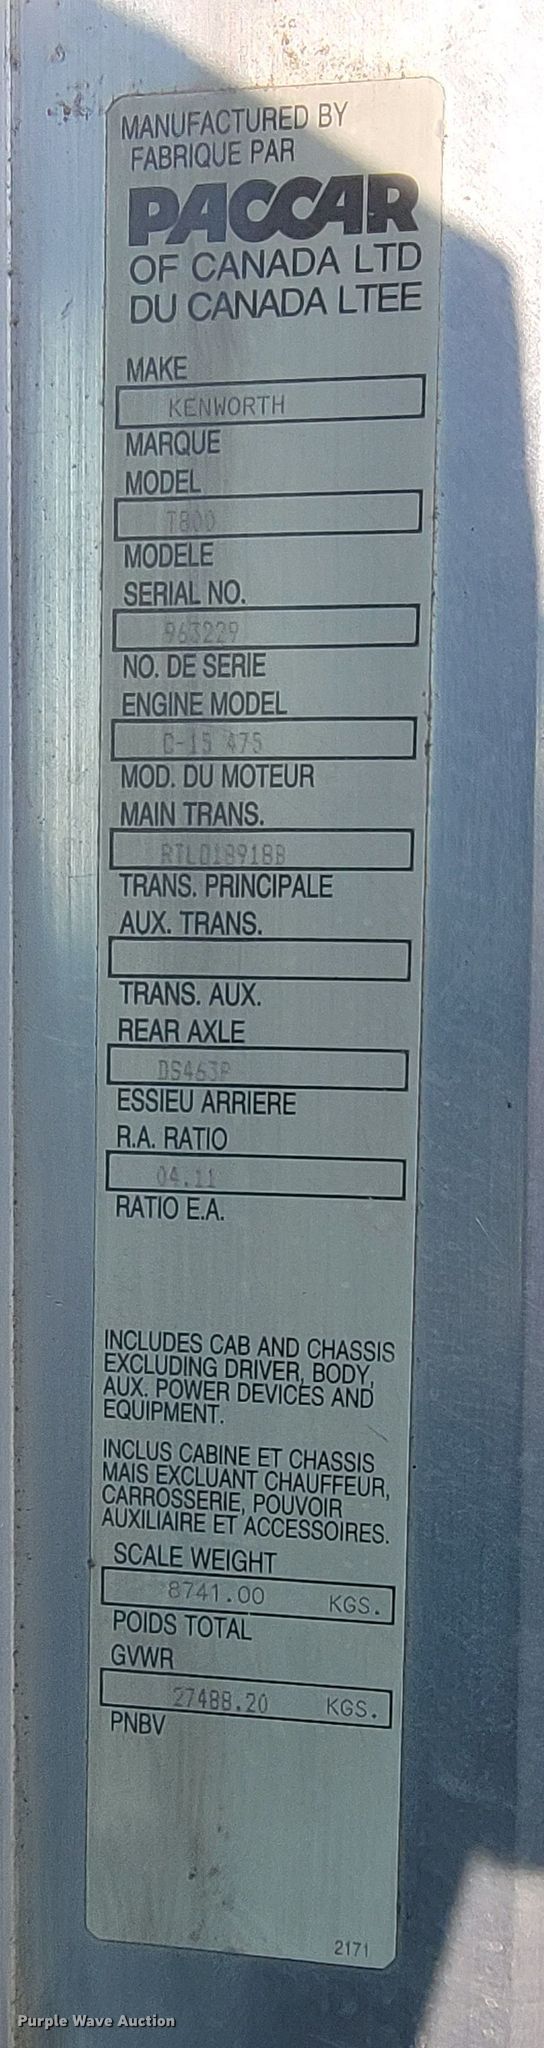 MANUFACTURED BY
FABRIQUE PAR
PACCAR
OF CANADA LTD
DU CANADA LTEE
MAKE
KENWORTH
MARQUE
MODEL
T800
MODELE
SERIAL NO.
963229
NO. DE SERIE
ENGINE MODEL
C-15 475
MOD. DU MOTEUR
MAIN TRANS.
RTLO18918B
TRANS. PRINCIPALE
AUX. TRANS.
TRANS. AUX.
REAR AXLE
DS463P
ESSIEU ARRIERE
R.A. RATIO
04.11
RATIO E.A.
INCLUDES CAB AND CHASSIS
EXCLUDING DRIVER, BODY,
AUX. POWER DEVICES AND
EQUIPMENT.
INCLUS CABINE ET CHASSIS
MAIS EXCLUANT CHAUFFEUR,
CARROSSERIE, POUVOIR
AUXILIAIRE ET ACCESSOIRES.
SCALE WEIGHT
8741.00 KGS.
POIDS TOTAL
GVWR
27488.20 KGS.
PNBV
2171
Purple Wave Auction